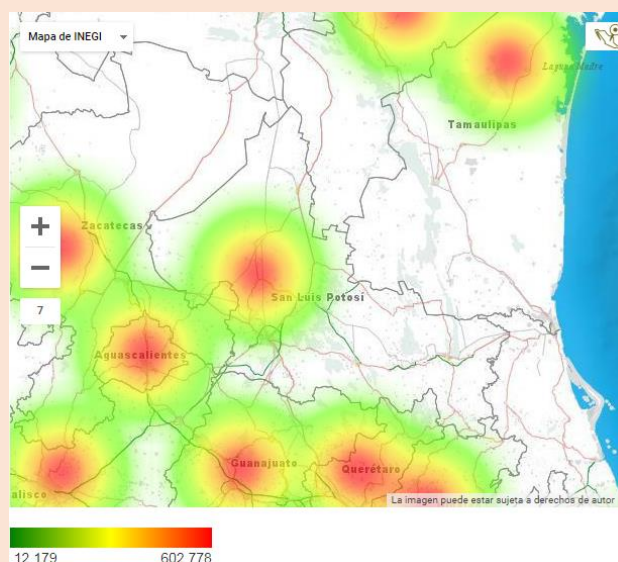 Mapa de INEGI
Laguna Madre
Tamaulipas
Zacatecas
+
−
San Luis Potosí
7
Aguascalientes
Guanajuato
Querétaro
alisco
La imagen puede estar sujeta a derechos de autor
12 179
602 778